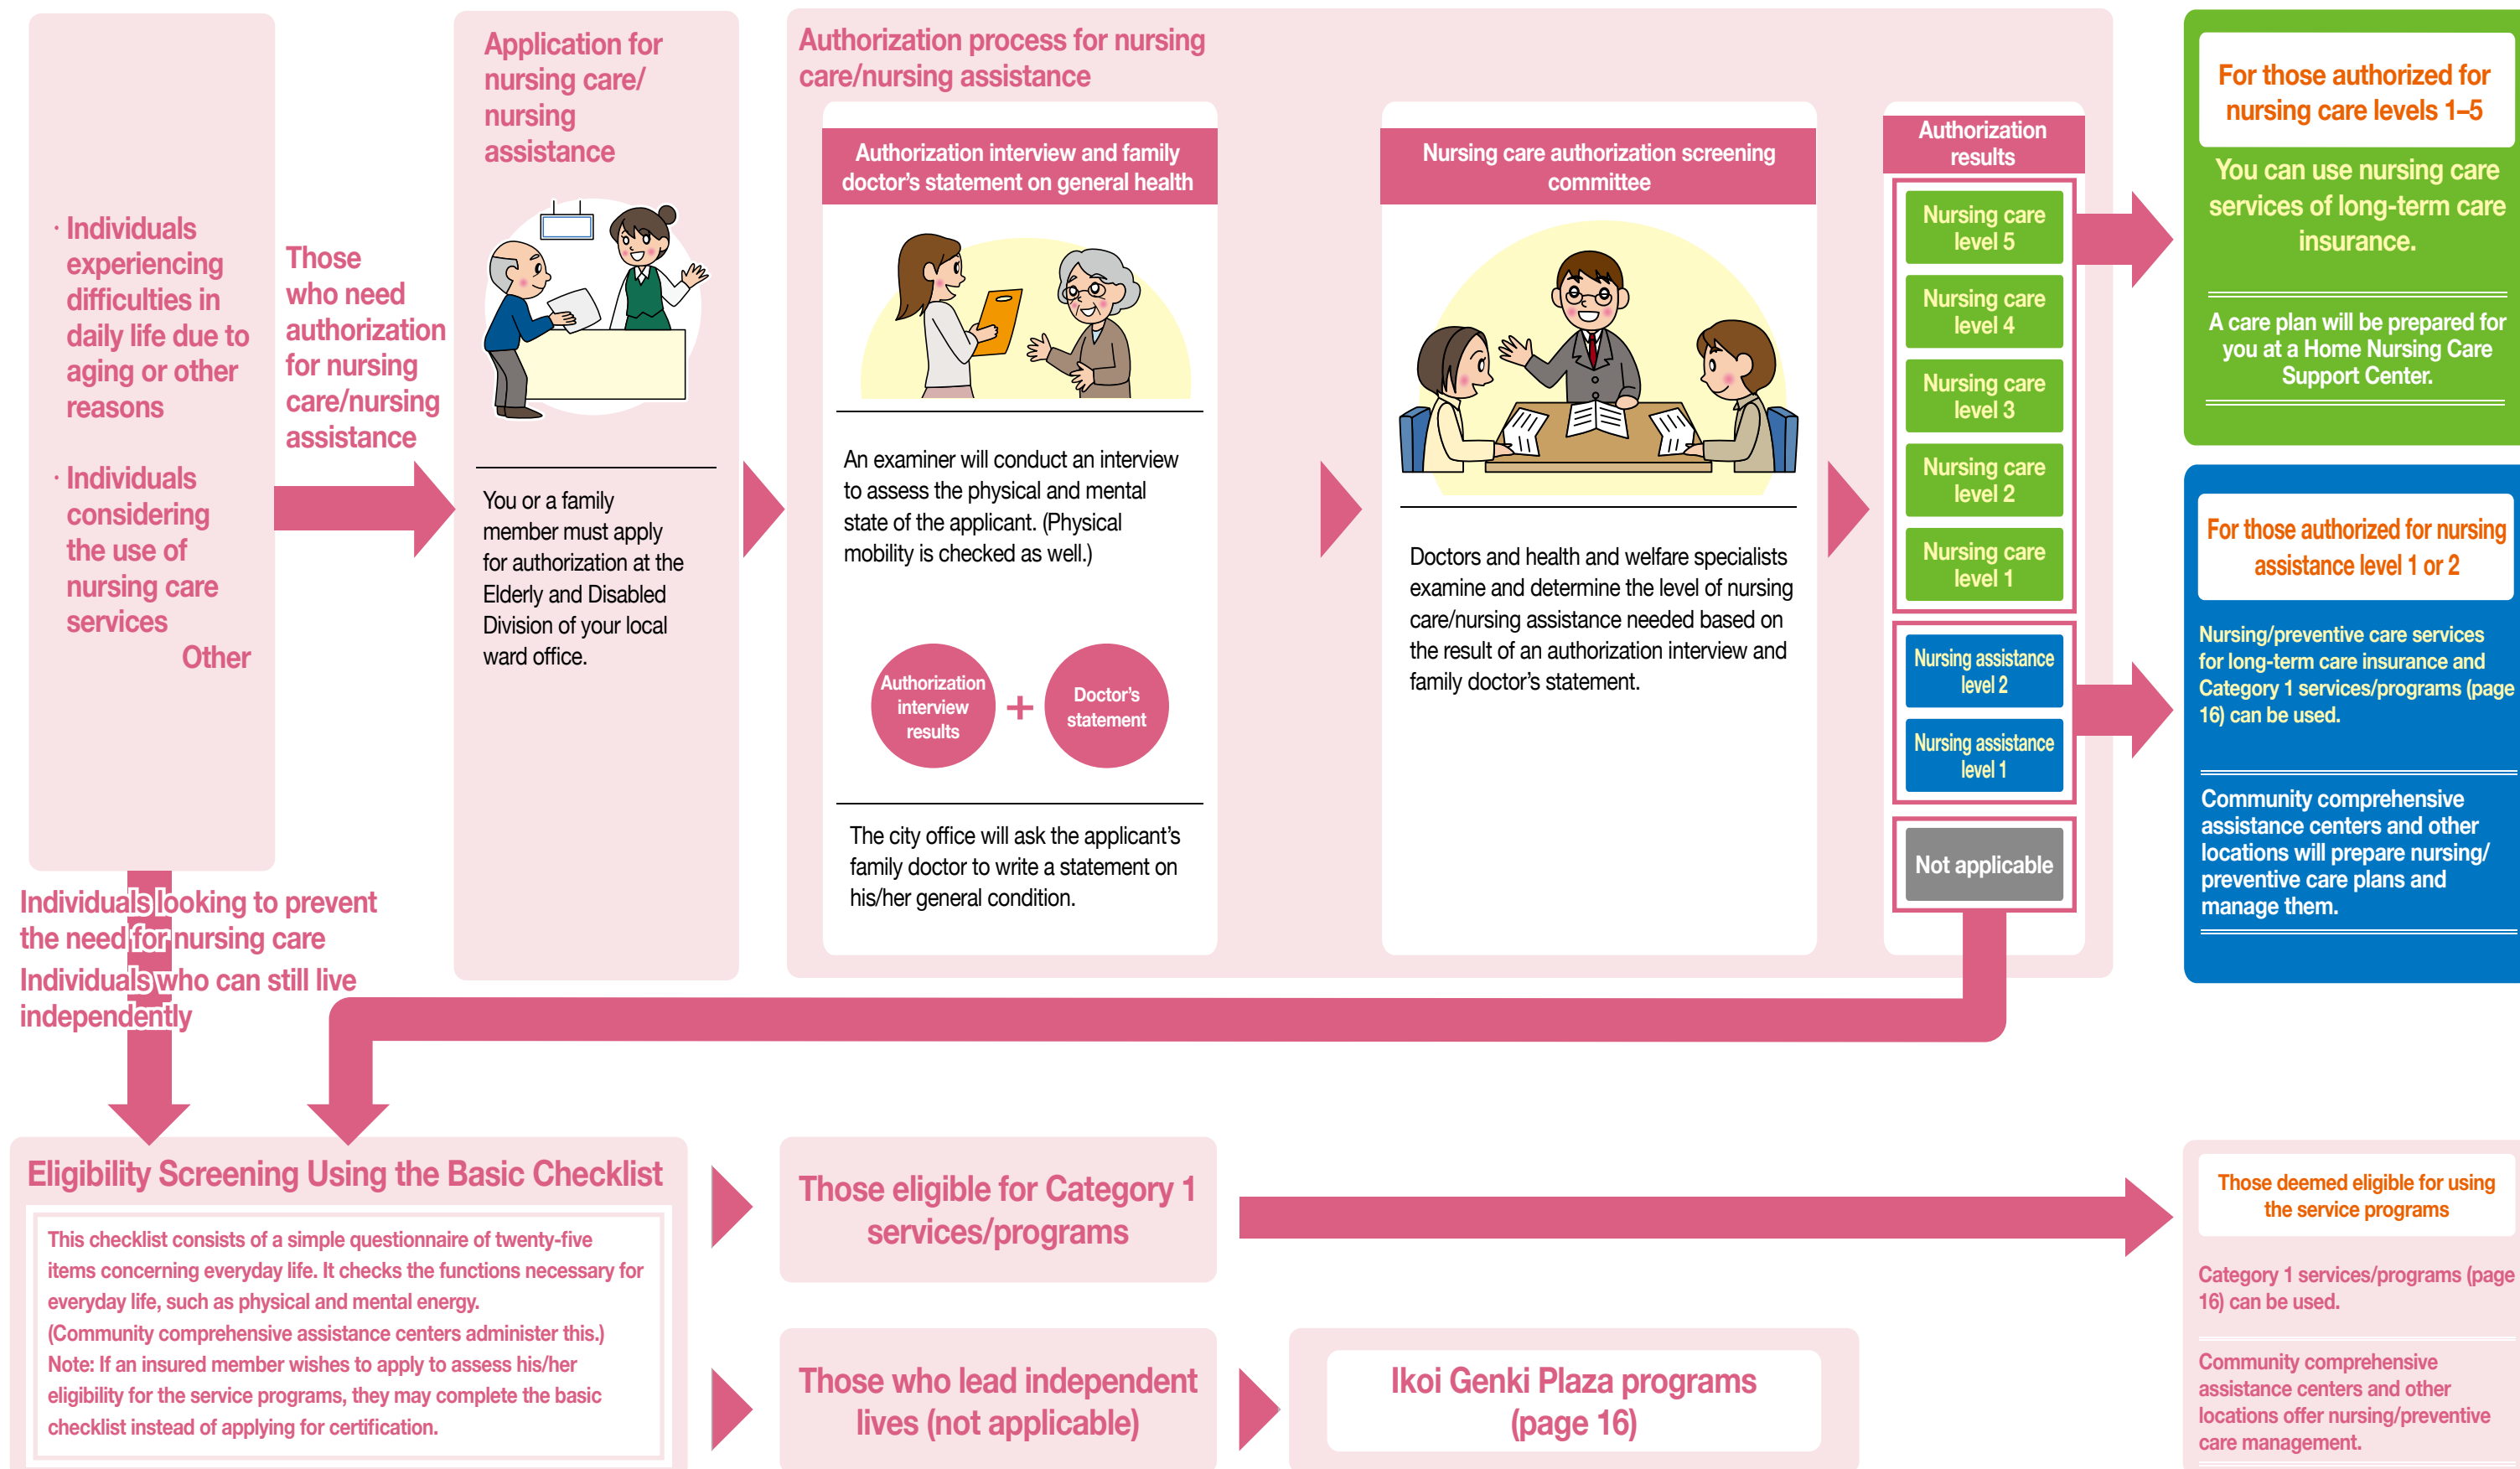 · Individuals
experiencing
difficulties in
daily life due to
aging or other
reasons
· Individuals
considering
the use of
nursing care
services
Other
Those
who need
authorization
for nursing
care/nursing
assistance
Application for
nursing care/
nursing
assistance
You or a family
member must apply
for authorization at the
Elderly and Disabled
Division of your local
ward office.
Authorization process for nursing
care/nursing assistance
Authorization interview and family
doctor’s statement on general health
An examiner will conduct an interview
to assess the physical and mental
state of the applicant. (Physical
mobility is checked as well.)
Authorization
interview
results
+
Doctor’s
statement
The city office will ask the applicant’s
family doctor to write a statement on
his/her general condition.
Nursing care authorization screening
committee
Doctors and health and welfare specialists
examine and determine the level of nursing
care/nursing assistance needed based on
the result of an authorization interview and
family doctor’s statement.
Authorization
results
Nursing care
level 5
Nursing care
level 4
Nursing care
level 3
Nursing care
level 2
Nursing care
level 1
Nursing assistance
level 2
Nursing assistance
level 1
Not applicable
For those authorized for
nursing care levels 1–5
You can use nursing care
services of long-term care
insurance.
A care plan will be prepared for
you at a Home Nursing Care
Support Center.
For those authorized for nursing
assistance level 1 or 2
Nursing/preventive care services
for long-term care insurance and
Category 1 services/programs (page
16) can be used.
Community comprehensive
assistance centers and other
locations will prepare nursing/
preventive care plans and
manage them.
Individuals looking to prevent
the need for nursing care
Individuals who can still live
independently
Eligibility Screening Using the Basic Checklist
This checklist consists of a simple questionnaire of twenty-five
items concerning everyday life. It checks the functions necessary for
everyday life, such as physical and mental energy.
(Community comprehensive assistance centers administer this.)
Note: If an insured member wishes to apply to assess his/her
eligibility for the service programs, they may complete the basic
checklist instead of applying for certification.
Those eligible for Category 1
services/programs
Those who lead independent
lives (not applicable)
Ikoi Genki Plaza programs
(page 16)
Those deemed eligible for using
the service programs
Category 1 services/programs (page
16) can be used.
Community comprehensive
assistance centers and other
locations offer nursing/preventive
care management.